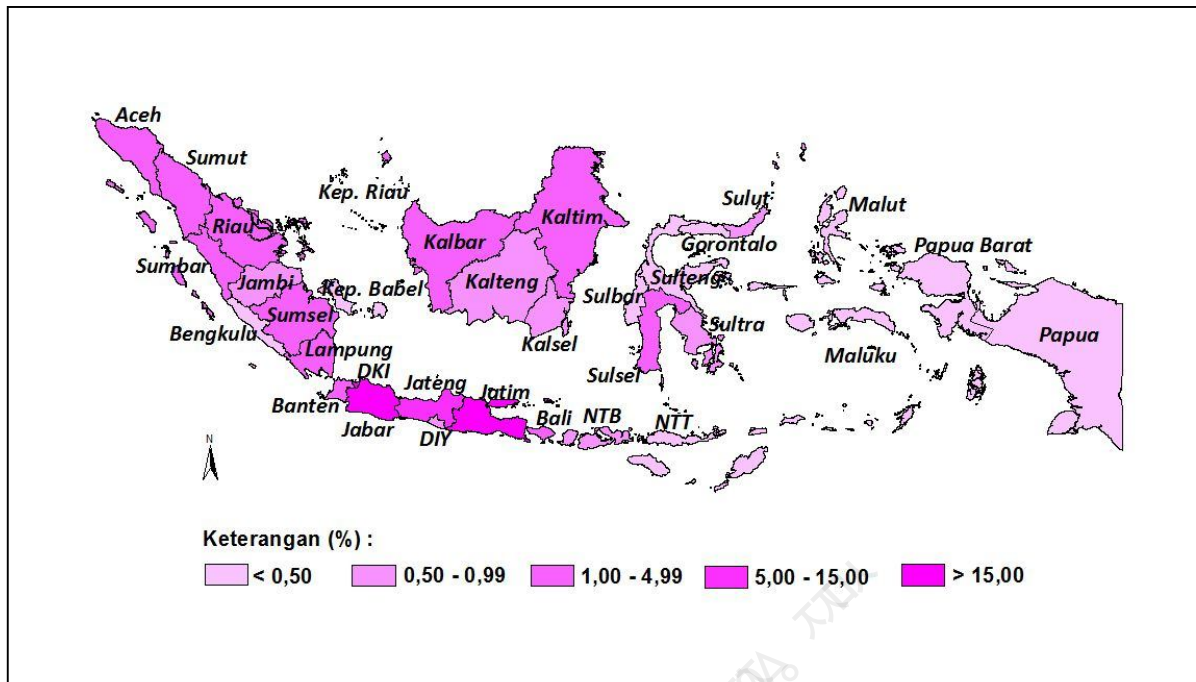 Aceh
Sumut
Kep. Riau
Riau
Sumbar
Jambi
Kep. Babel
Sumsel
Bengkulu
Lampung
DKI
Banten
Jabar
Jateng
DIY
Jatim
Bali
NTB
NTT
Kalbar
Kalteng
Kaltim
Kalsel
Sulut
Gorontalo
Sulteng
Sulbar
Sultra
Sulsel
Malut
Maluku
Papua Barat
Papua
N
Keterangan (%) :
< 0,50 0,50 - 0,99 1,00 - 4,99 5,00 - 15,00 > 15,00